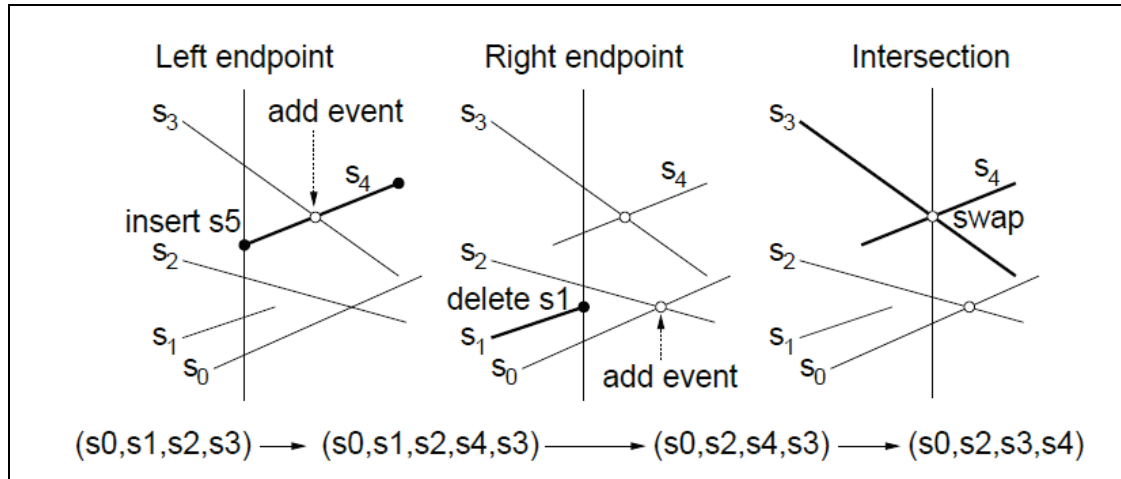 Left endpoint
s3
add event
s4
insert s5
s2
s1
s0
Right endpoint
s3
s4
s2
delete s1
s1
s0
add event
Intersection
s3
s4
swap
s2
s1
s0
(s0,s1,s2,s3) → (s0,s1,s2,s4,s3) → (s0,s2,s4,s3) → (s0,s2,s3,s4)